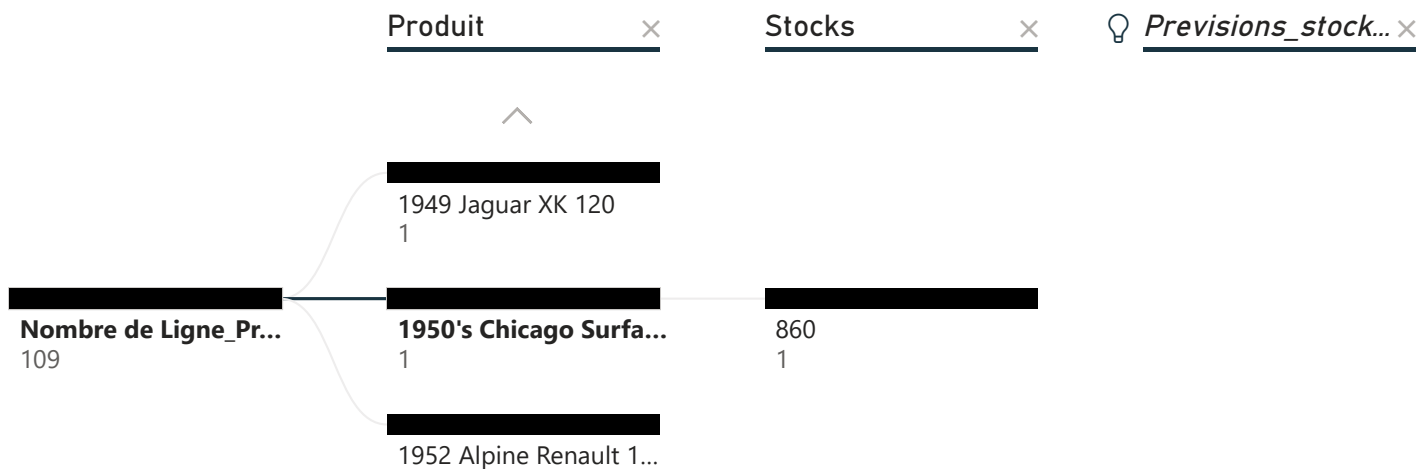 Produit
Stocks
Previsions_stock...
1949 Jaguar XK 120
1
Nombre de Ligne_Pr...
109
1950's Chicago Surfa...
1
860
1
1952 Alpine Renault 1...